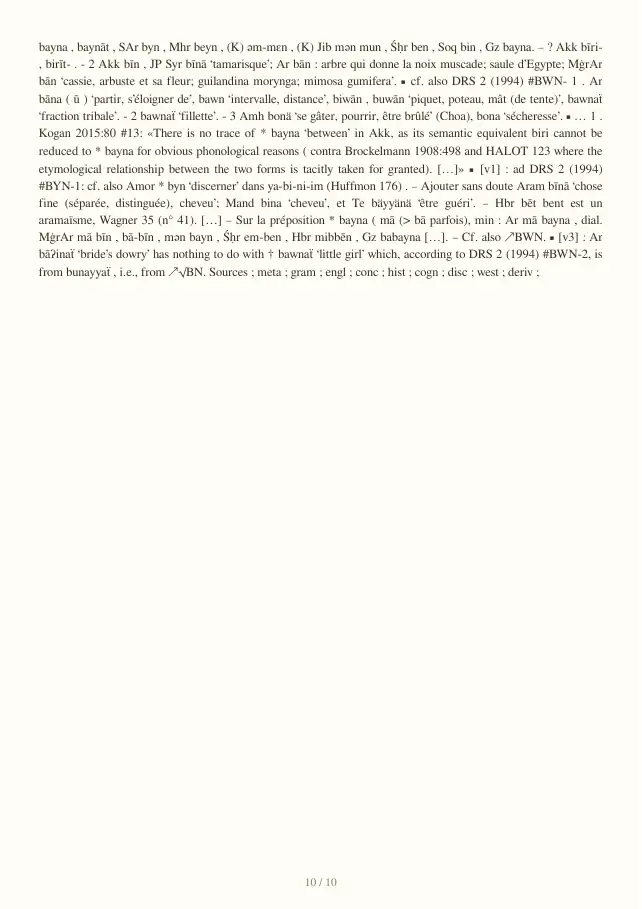 bayna , baynāt , SAr byn , Mhr beyn , (K) əm-mɛn , (K) Jib mən mun , Śḥr ben , Soq bin , Gz bayna. – ? Akk bīri-
, birīt- . - 2 Akk bīn , JP Syr bīnā ‘tamarisque’; Ar bān : arbre qui donne la noix muscade; saule d’Egypte; MġrAr
bān ‘cassie, arbuste et sa fleur; guilandina morynga; mimosa gumifera’. ▪ cf. also DRS 2 (1994) #BWN- 1 . Ar
bāna ( ū ) ‘partir, s’éloigner de’, bawn ‘intervalle, distance’, biwān , buwān ‘piquet, poteau, mât (de tente)’, bawnaẗ
‘fraction tribale’. - 2 bawnaẗ ‘fillette’. - 3 Amh bonä ‘se gâter, pourrir, être brûlé’ (Choa), bona ‘sécheresse’. ▪ … 1 .
Kogan 2015:80 #13: «There is no trace of * bayna ‘between’ in Akk, as its semantic equivalent biri cannot be
reduced to * bayna for obvious phonological reasons ( contra Brockelmann 1908:498 and HALOT 123 where the
etymological relationship between the two forms is tacitly taken for granted). […]» ▪ [v1] : ad DRS 2 (1994)
#BYN-1: cf. also Amor * byn ‘discerner’ dans ya-bi-ni-im (Huffmon 176) . – Ajouter sans doute Aram bīnā ‘chose
fine (séparée, distinguée), cheveu’; Mand bina ‘cheveu’, et Te bäyyänä ‘être guéri’. – Hbr bēt bent est un
aramaïsme, Wagner 35 (n° 41). […] – Sur la préposition * bayna ( mā (> bā parfois), min : Ar mā bayna , dial.
MġrAr mā bīn , bā-bīn , mən bayn , Śḥr em-ben , Hbr mibbēn , Gz babayna […]. – Cf. also ↗BWN. ▪ [v3] : Ar
bāʔinaẗ ‘bride’s dowry’ has nothing to do with † bawnaẗ ‘little girl’ which, according to DRS 2 (1994) #BWN-2, is
from bunayyaẗ , i.e., from ↗√BN. Sources ; meta ; gram ; engl ; conc ; hist ; cogn ; disc ; west ; deriv ;
10 / 10